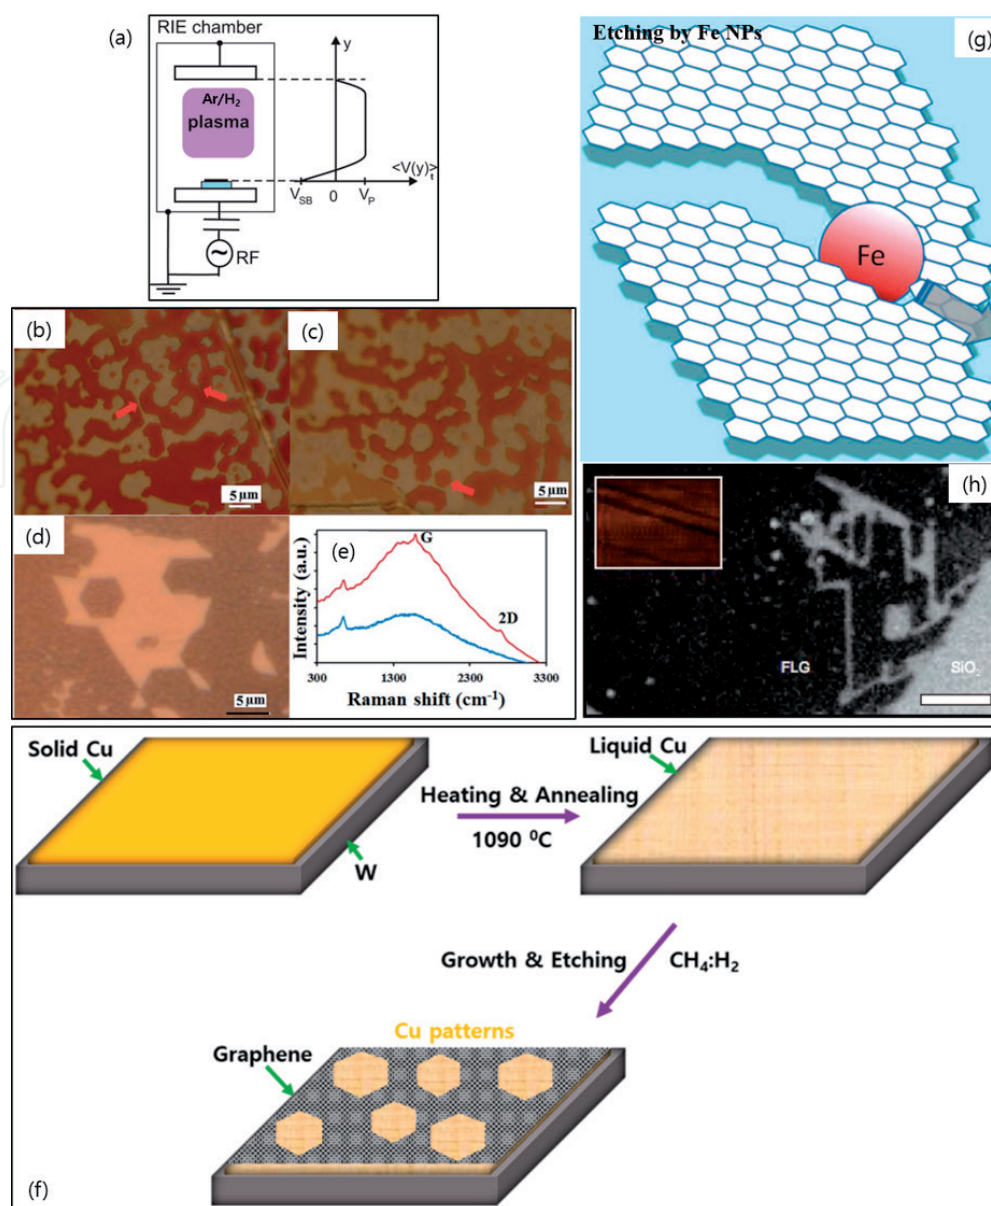 (a)
RIE chamber
Ar/H₂
plasma
y
<V(y)>t
V_SB
0
V_P
RF
(b)
5 μm
(c)
5 μm
(d)
5 μm
(e)
Intensity (a.u.)
G
2D
300
1300
2300
3300
Raman shift (cm⁻¹)
Etching by Fe NPs
(g)
Fe
(h)
FLG
SiO₂
Solid Cu
W
Heating & Annealing
1090 ⁰C
Liquid Cu
Growth & Etching
CH₄:H₂
Cu patterns
Graphene
(f)